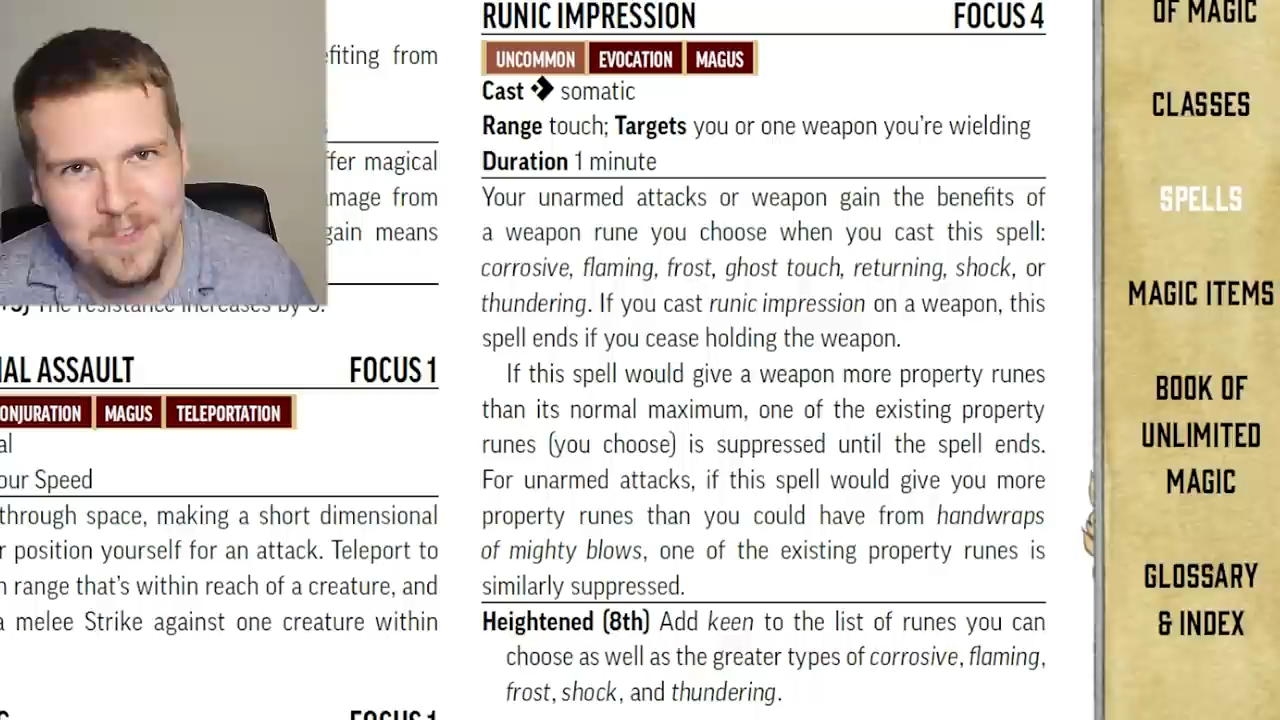 fiting from
fer magical
amage from
gain means
The resistance increases by 5.
IAL ASSAULT FOCUS 1
ONJURATION MAGUS TELEPORTATION
al
our Speed
through space, making a short dimensional
r position yourself for an attack. Teleport to
n range that's within reach of a creature, and
a melee Strike against one creature within
FOCUS 1
RUNIC IMPRESSION FOCUS 4
UNCOMMON EVOCATION MAGUS
Cast somatic
Range touch; Targets you or one weapon you're wielding
Duration 1 minute
Your unarmed attacks or weapon gain the benefits of
a weapon rune you choose when you cast this spell:
corrosive, flaming, frost, ghost touch, returning, shock, or
thundering. If you cast runic impression on a weapon, this
spell ends if you cease holding the weapon.
If this spell would give a weapon more property runes
than its normal maximum, one of the existing property
runes (you choose) is suppressed until the spell ends.
For unarmed attacks, if this spell would give you more
property runes than you could have from handwraps
of mighty blows, one of the existing property runes is
similarly suppressed.
Heightened (8th) Add keen to the list of runes you can
choose as well as the greater types of corrosive, flaming,
frost, shock, and thundering.
OF MAGIC
CLASSES
SPELLS
MAGIC ITEMS
BOOK OF
UNLIMITED
MAGIC
GLOSSARY
& INDEX